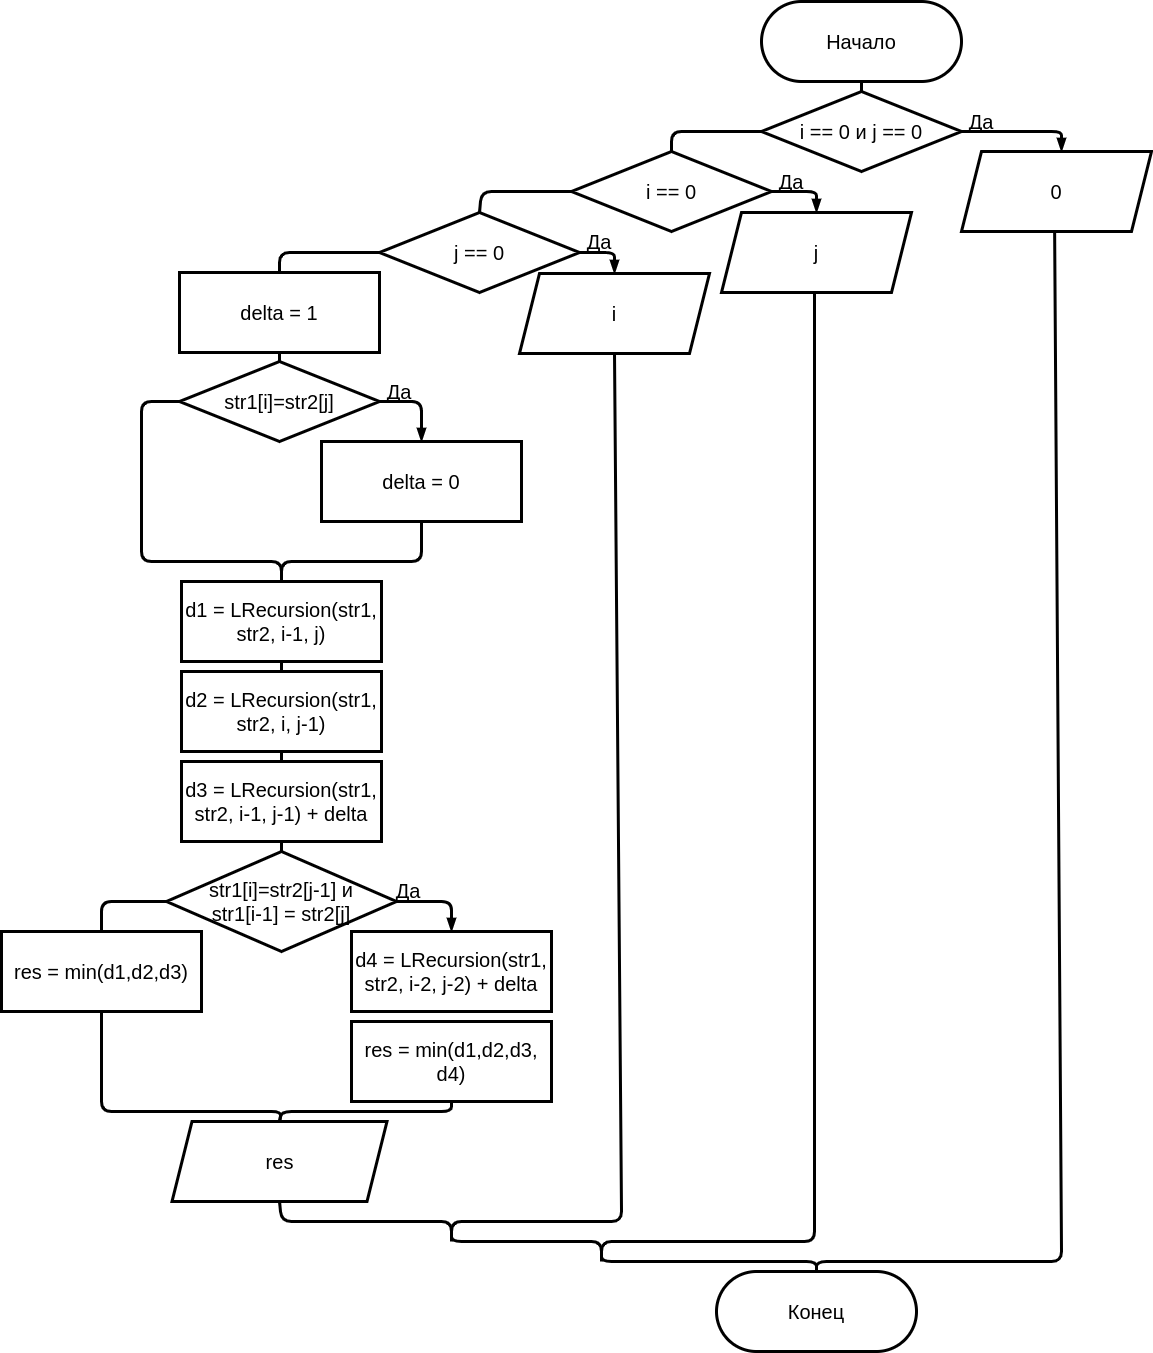 Начало
i == 0 и j == 0
Да
0
i == 0
Да
j
j == 0
Да
i
delta = 1
str1[i]=str2[j]
Да
delta = 0
d1 = LRecursion(str1,
str2, i-1, j)
d2 = LRecursion(str1,
str2, i, j-1)
d3 = LRecursion(str1,
str2, i-1, j-1) + delta
str1[i]=str2[j-1] и
str1[i-1] = str2[j]
Да
res = min(d1,d2,d3)
d4 = LRecursion(str1,
str2, i-2, j-2) + delta
res = min(d1,d2,d3,
d4)
res
Конец